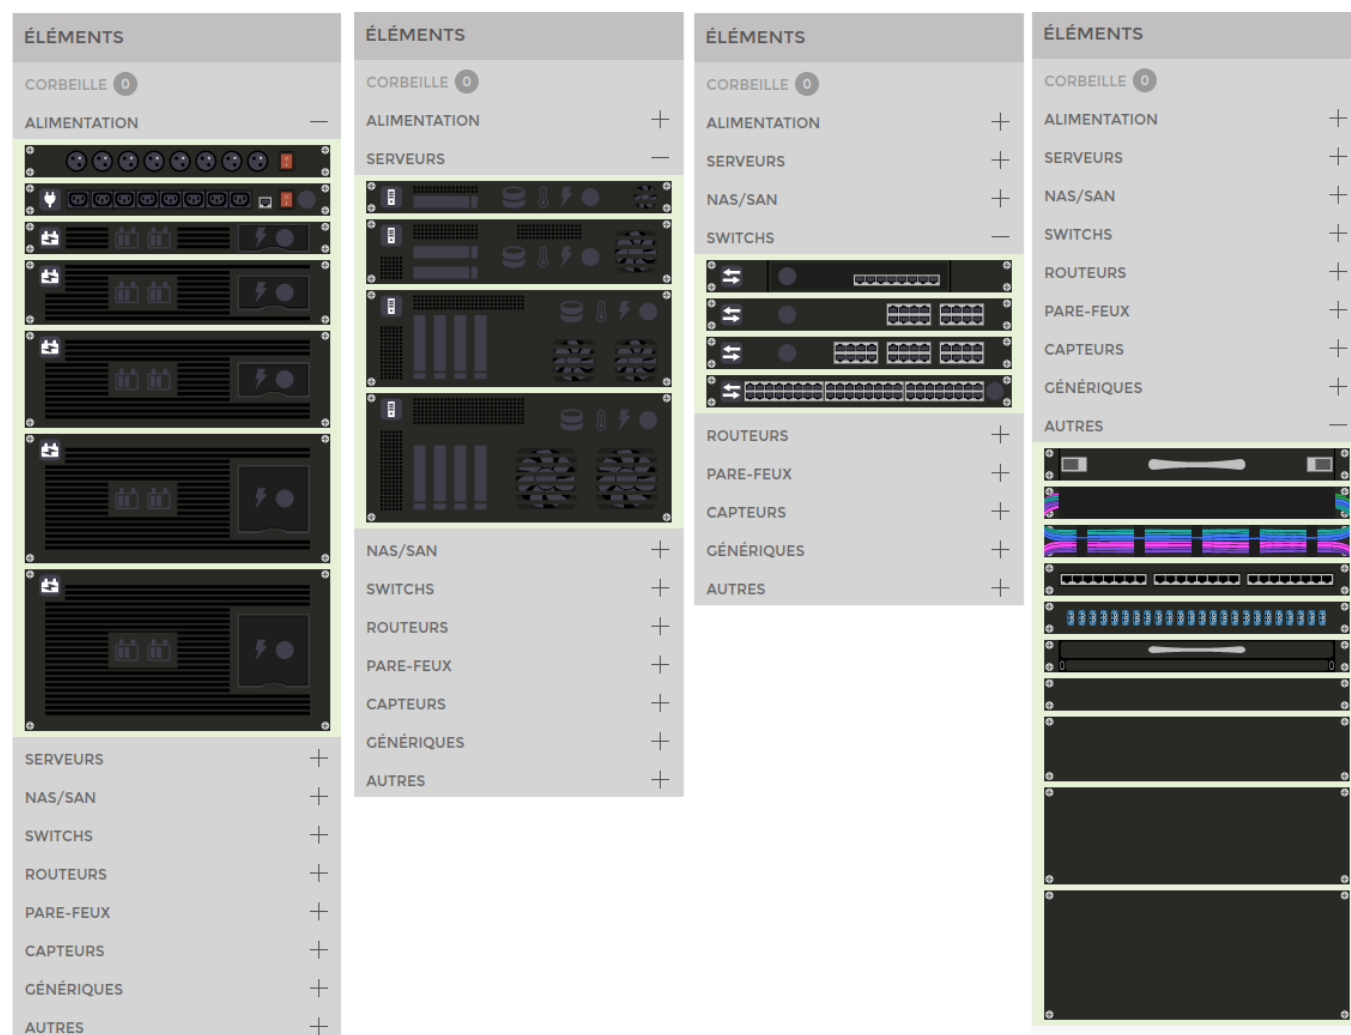 ÉLÉMENTS
CORBEILLE 0
ALIMENTATION
SERVEURS
NAS/SAN
SWITCHS
ROUTEURS
PARE-FEUX
CAPTEURS
GÉNÉRIQUES
AUTRES
ÉLÉMENTS
CORBEILLE 0
ALIMENTATION
SERVEURS
NAS/SAN
SWITCHS
ROUTEURS
PARE-FEUX
CAPTEURS
GÉNÉRIQUES
AUTRES
ÉLÉMENTS
CORBEILLE 0
ALIMENTATION
SERVEURS
NAS/SAN
SWITCHS
ROUTEURS
PARE-FEUX
CAPTEURS
GÉNÉRIQUES
AUTRES
ÉLÉMENTS
CORBEILLE 0
ALIMENTATION
SERVEURS
NAS/SAN
SWITCHS
ROUTEURS
PARE-FEUX
CAPTEURS
GÉNÉRIQUES
AUTRES